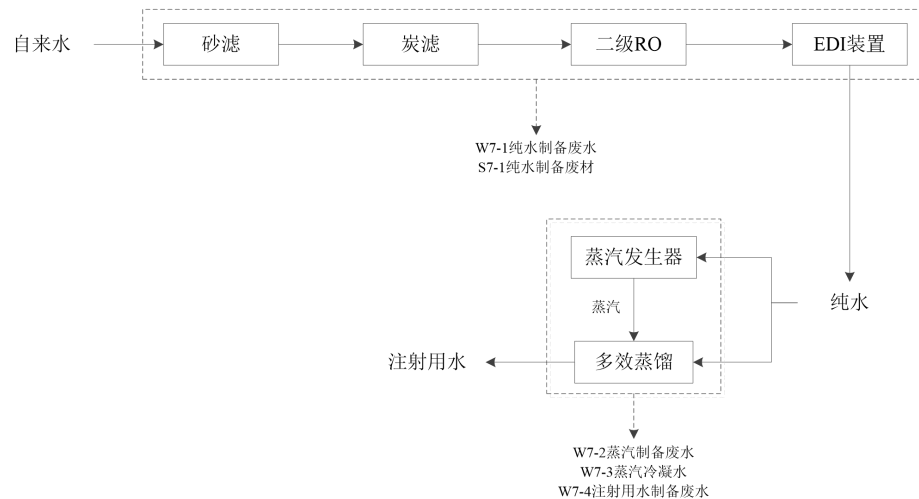 自来水
砂滤
炭滤
二级RO
EDI装置
W7-1纯水制备废水
S7-1纯水制备废材
蒸汽发生器
蒸汽
纯水
注射用水
多效蒸馏
W7-2蒸汽制备废水
W7-3蒸汽冷凝水
W7-4注射用水制备废水